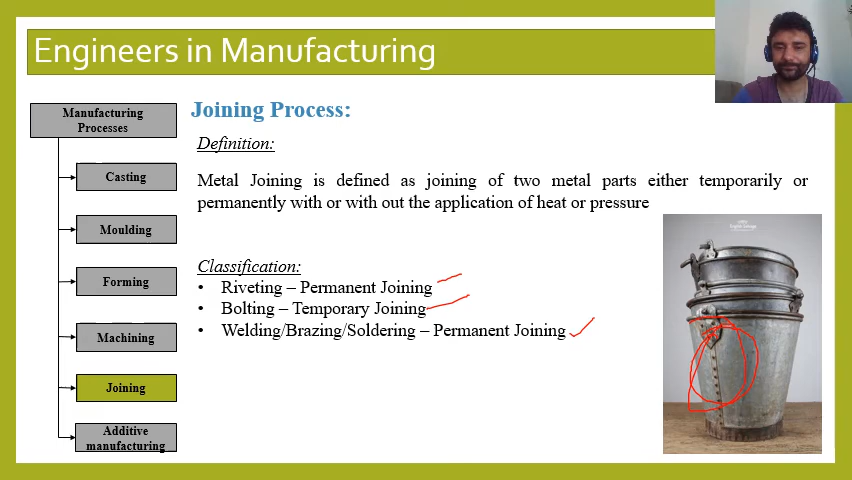 Engineers in Manufacturing
Manufacturing
Processes
Casting
Moulding
Forming
Machining
Joining
Additive
manufacturing
Joining Process:
Definition:
Metal Joining is defined as joining of two metal parts either temporarily or
permanently with or with out the application of heat or pressure
Classification:
• Riveting – Permanent Joining
• Bolting – Temporary Joining
• Welding/Brazing/Soldering – Permanent Joining